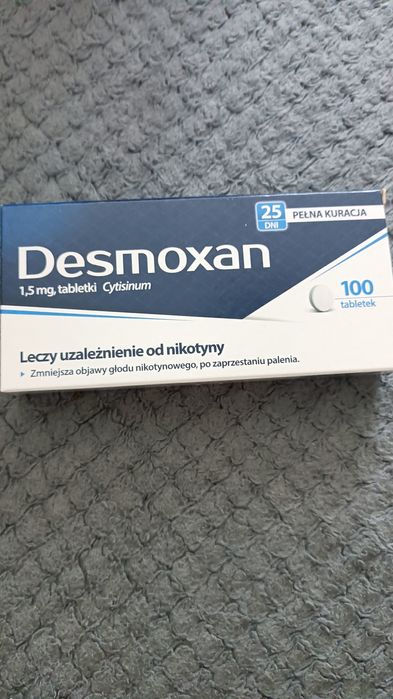 25
DNI
PEŁNA KURACJA
Desmoxan
1,5 mg, tabletki Cytisinum
100
tabletek
Leczy uzależnienie od nikotyny
Zmniejsza objawy głodu nikotynowego, po zaprzestaniu palenia.